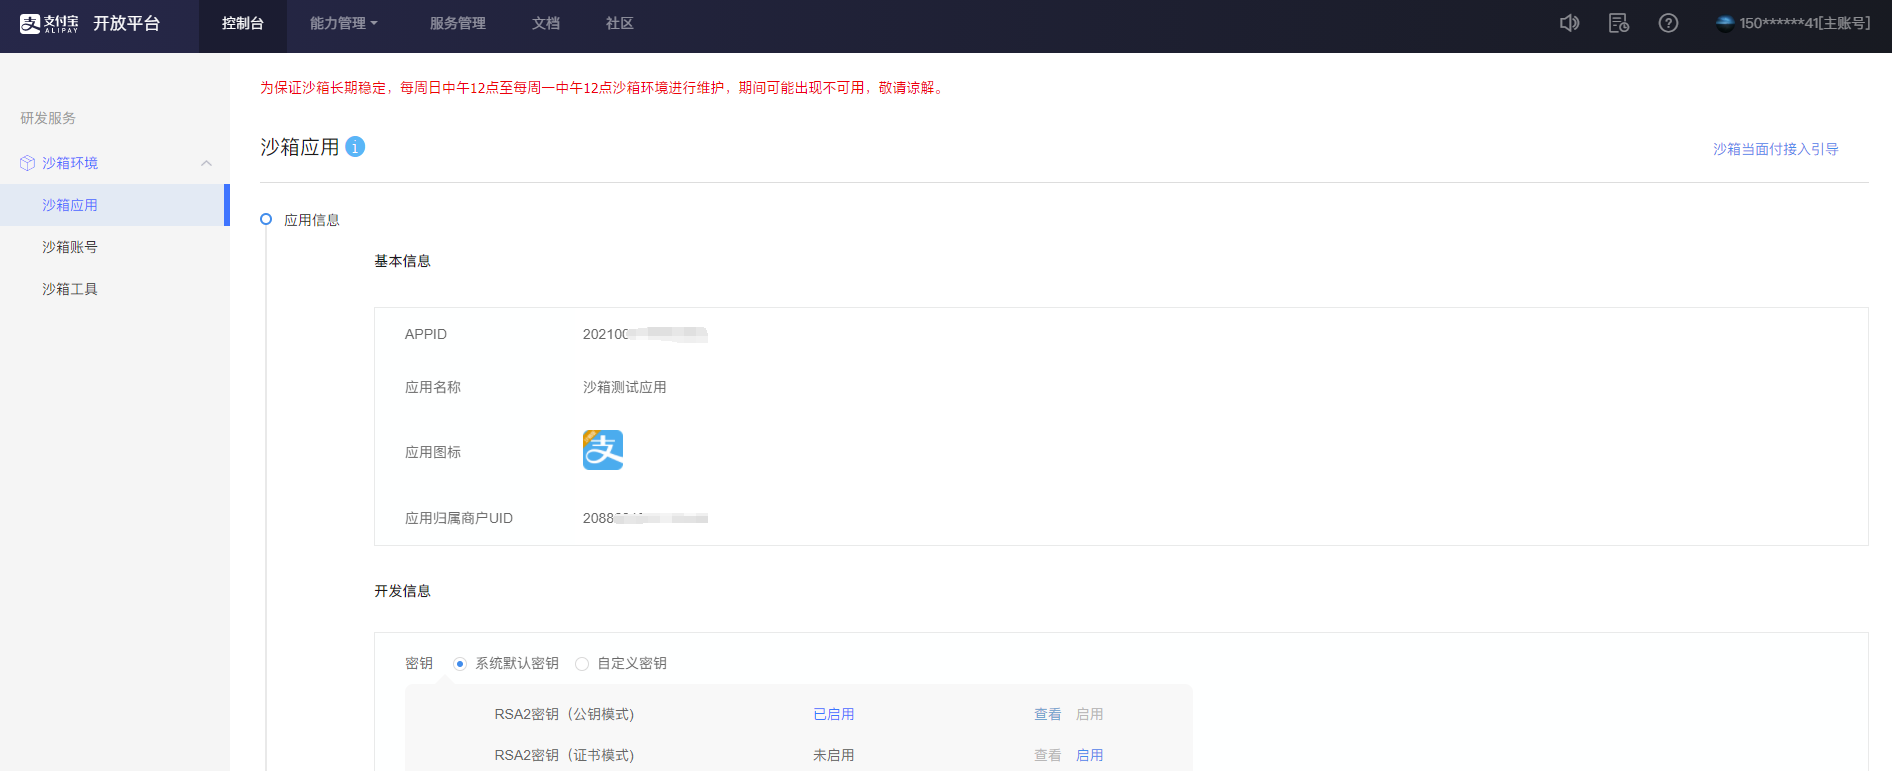 支付宝 ALIPAY 开放平台 控制台 能力管理 服务管理 文档 社区 150******41[主账号]
为保证沙箱长期稳定，每周日中午12点至每周一中午12点沙箱环境进行维护，期间可能出现不可用，敬请谅解。
研发服务
沙箱环境
沙箱应用
沙箱账号
沙箱工具
沙箱应用 i
沙箱当面付接入引导
应用信息
基本信息
APPID 202100
应用名称 沙箱测试应用
应用图标 支
应用归属商户UID 2088
开发信息
密钥 系统默认密钥 自定义密钥
RSA2密钥（公钥模式) 已启用 查看 启用
RSA2密钥（证书模式) 未启用 查看 启用